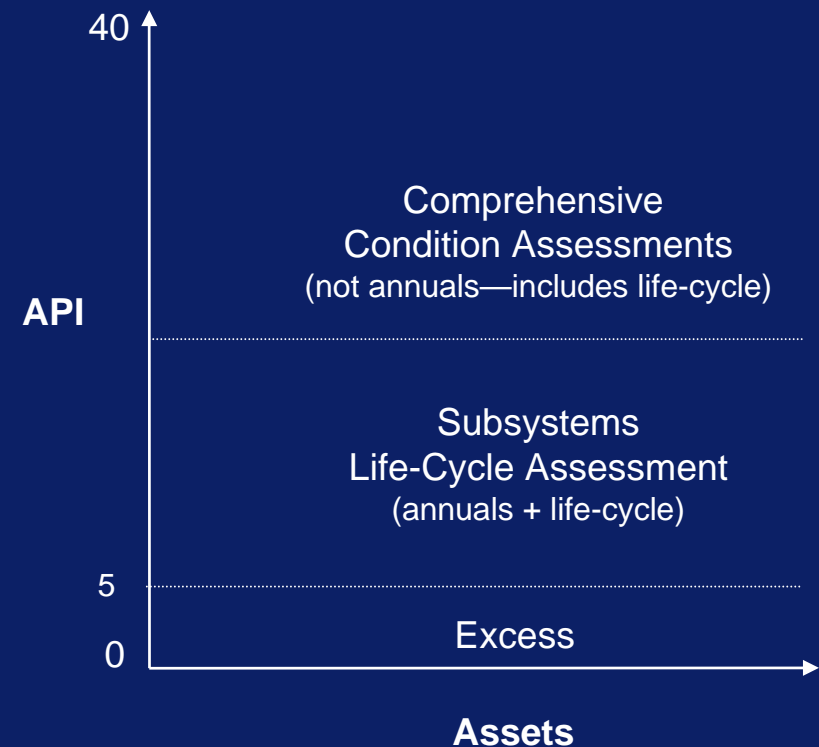 40
Comprehensive
Condition Assessments
(not annuals—includes life-cycle)
API
Subsystems
Life-Cycle Assessment
(annuals + life-cycle)
5
Excess
0
Assets